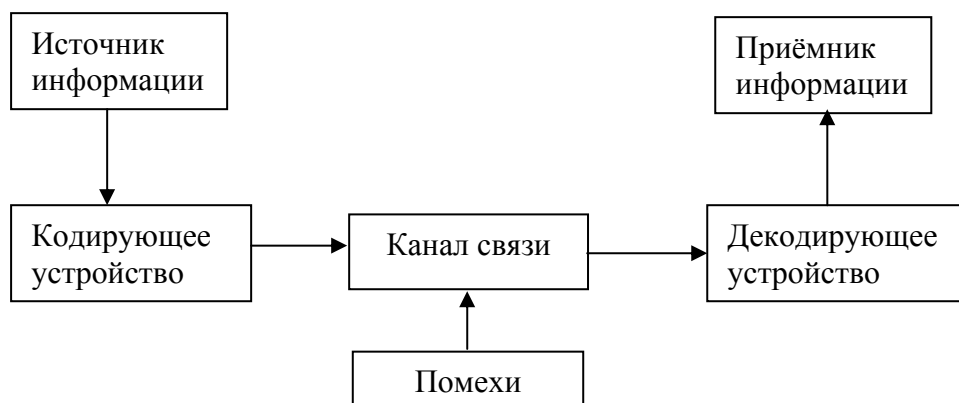 Источник
информации
Приёмник
информации
Кодирующее
устройство
Канал связи
Декодирующее
устройство
Помехи